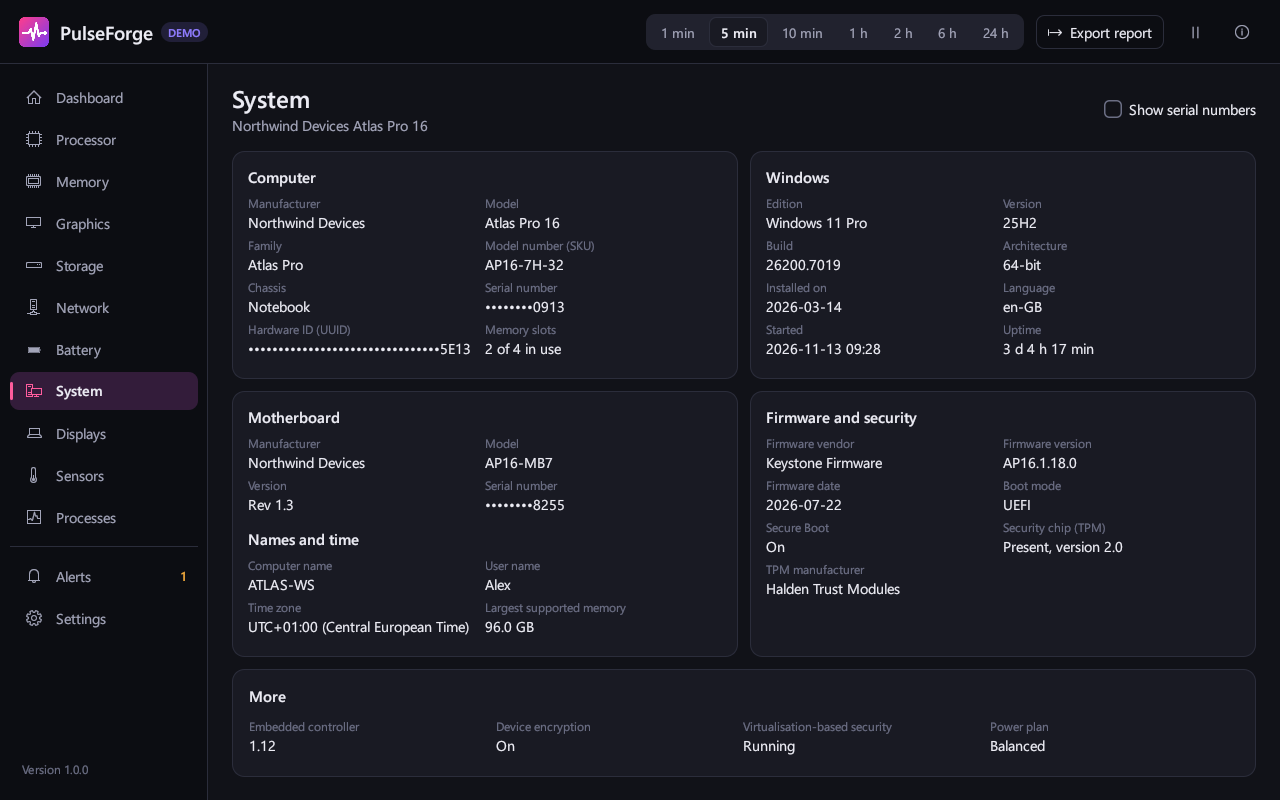 PulseForge DEMO
1 min 5 min 10 min 1 h 2 h 6 h 24 h
Export report
Dashboard
Processor
Memory
Graphics
Storage
Network
Battery
System
Displays
Sensors
Processes
Alerts 1
Settings
Version 1.0.0
System
Northwind Devices Atlas Pro 16
Show serial numbers
Computer
Manufacturer Model
Northwind Devices Atlas Pro 16
Family Model number (SKU)
Atlas Pro AP16-7H-32
Chassis Serial number
Notebook ••••••••0913
Hardware ID (UUID) Memory slots
••••••••••••••••••••••••••••••••5E13 2 of 4 in use
Windows
Edition Version
Windows 11 Pro 25H2
Build Architecture
26200.7019 64-bit
Installed on Language
2026-03-14 en-GB
Started Uptime
2026-11-13 09:28 3 d 4 h 17 min
Motherboard
Manufacturer Model
Northwind Devices AP16-MB7
Version Serial number
Rev 1.3 ••••••••8255
Names and time
Computer name User name
ATLAS-WS Alex
Time zone Largest supported memory
UTC+01:00 (Central European Time) 96.0 GB
Firmware and security
Firmware vendor Firmware version
Keystone Firmware AP16.1.18.0
Firmware date Boot mode
2026-07-22 UEFI
Secure Boot Security chip (TPM)
On Present, version 2.0
TPM manufacturer
Halden Trust Modules
More
Embedded controller Device encryption Virtualisation-based security Power plan
1.12 On Running Balanced